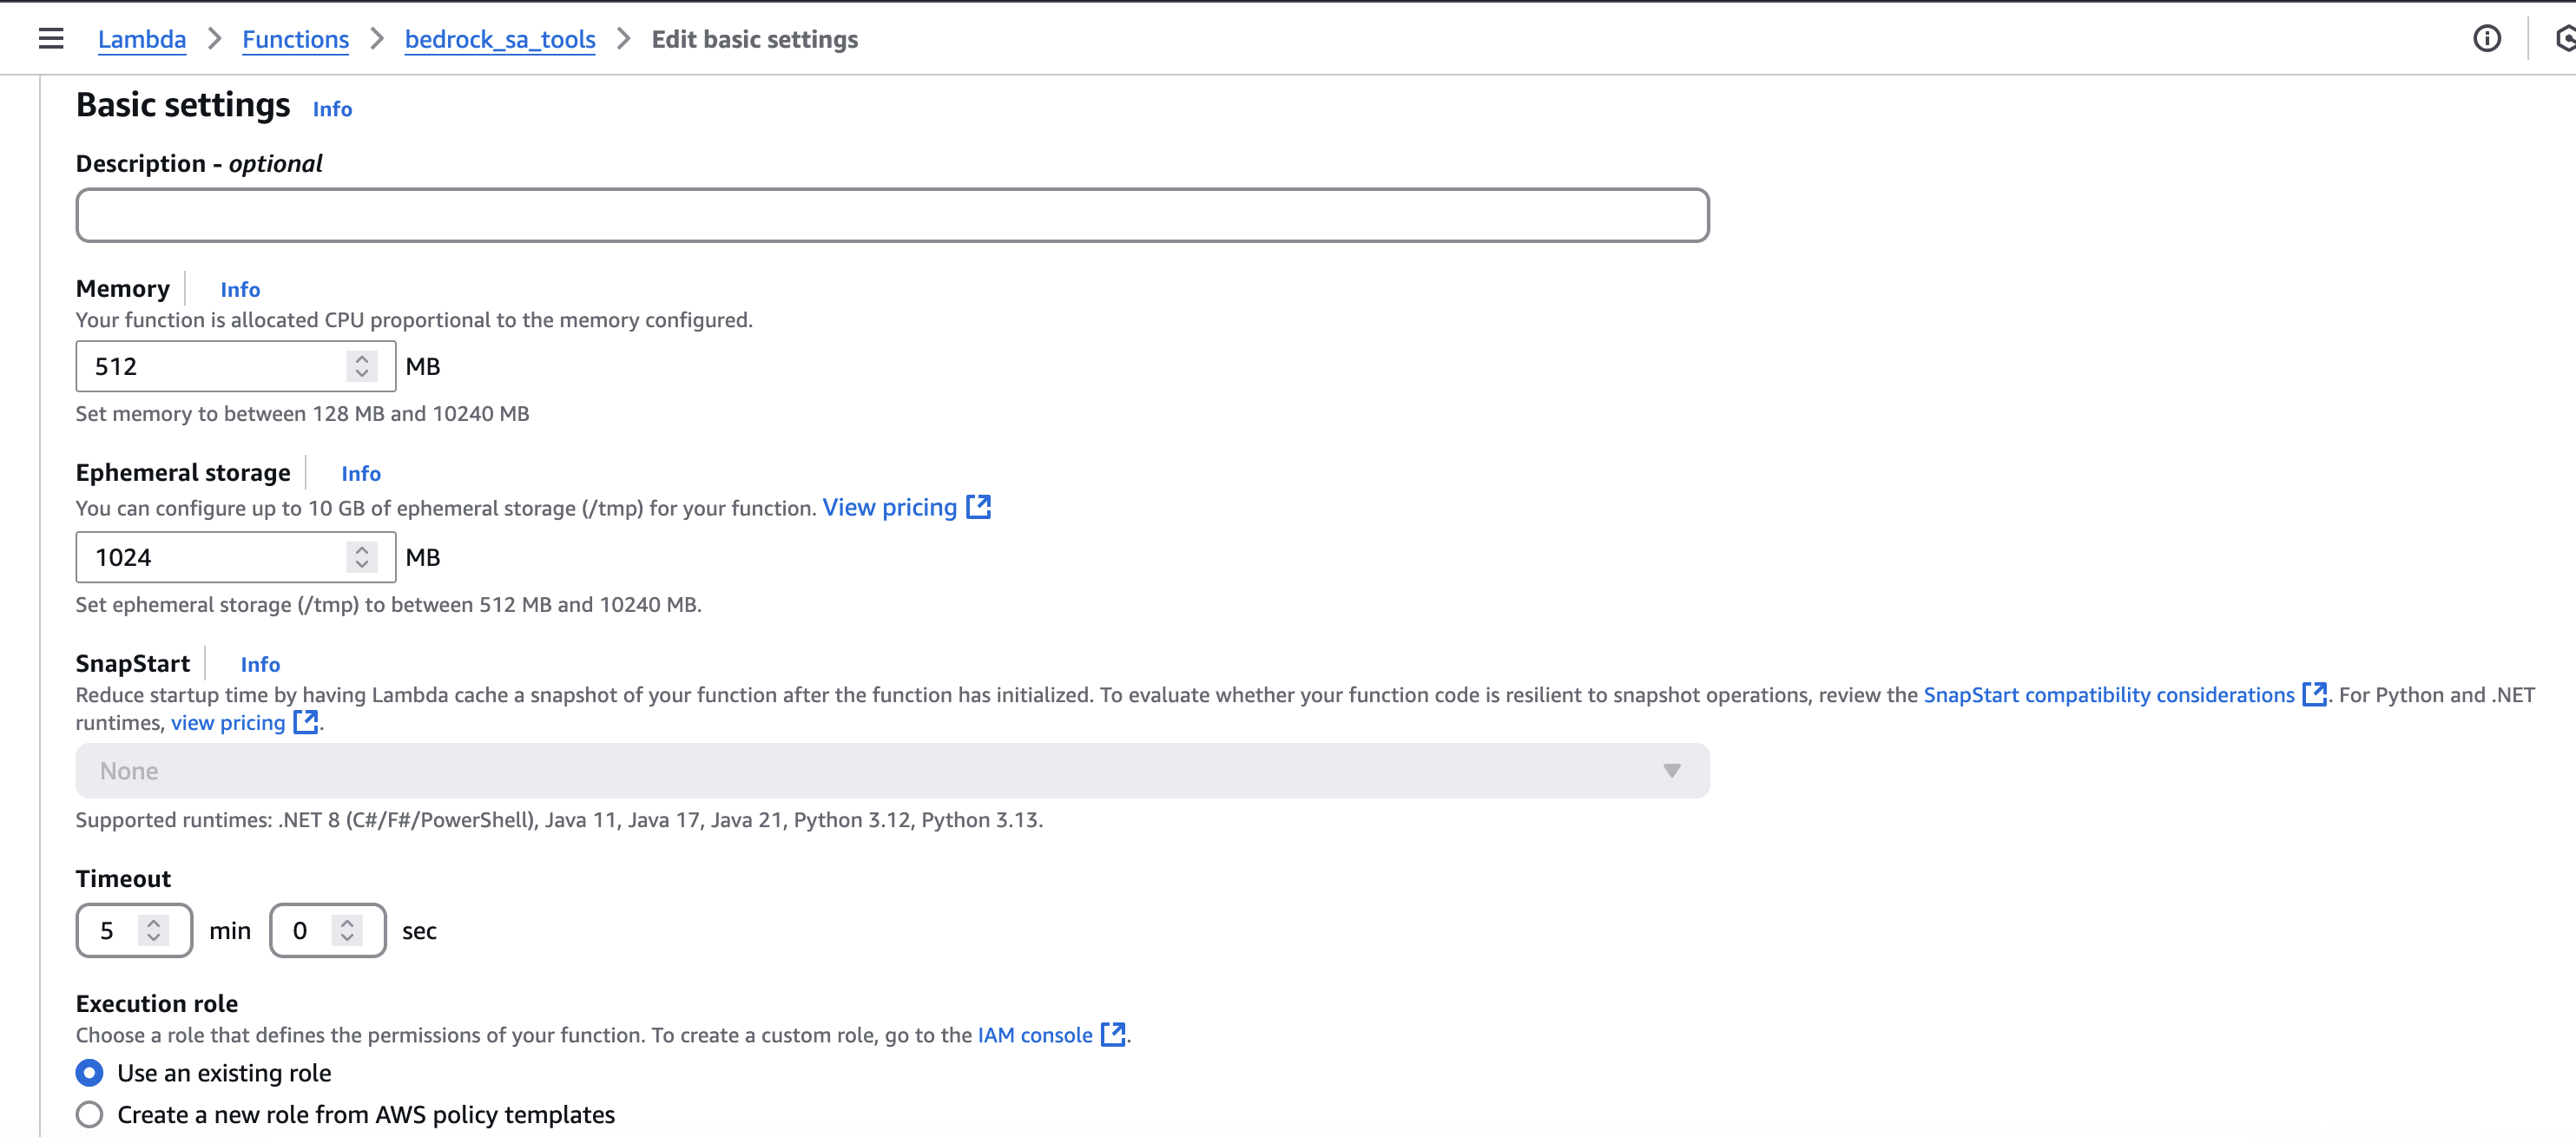 Lambda > Functions > bedrock_sa_tools > Edit basic settings
Basic settings Info
Description - optional
Memory Info
Your function is allocated CPU proportional to the memory configured.
512 MB
Set memory to between 128 MB and 10240 MB
Ephemeral storage Info
You can configure up to 10 GB of ephemeral storage (/tmp) for your function. View pricing
1024 MB
Set ephemeral storage (/tmp) to between 512 MB and 10240 MB.
SnapStart Info
Reduce startup time by having Lambda cache a snapshot of your function after the function has initialized. To evaluate whether your function code is resilient to snapshot operations, review the SnapStart compatibility considerations. For Python and .NET
runtimes, view pricing.
None
Supported runtimes: .NET 8 (C#/F#/PowerShell), Java 11, Java 17, Java 21, Python 3.12, Python 3.13.
Timeout
5 min 0 sec
Execution role
Choose a role that defines the permissions of your function. To create a custom role, go to the IAM console.
Use an existing role
Create a new role from AWS policy templates